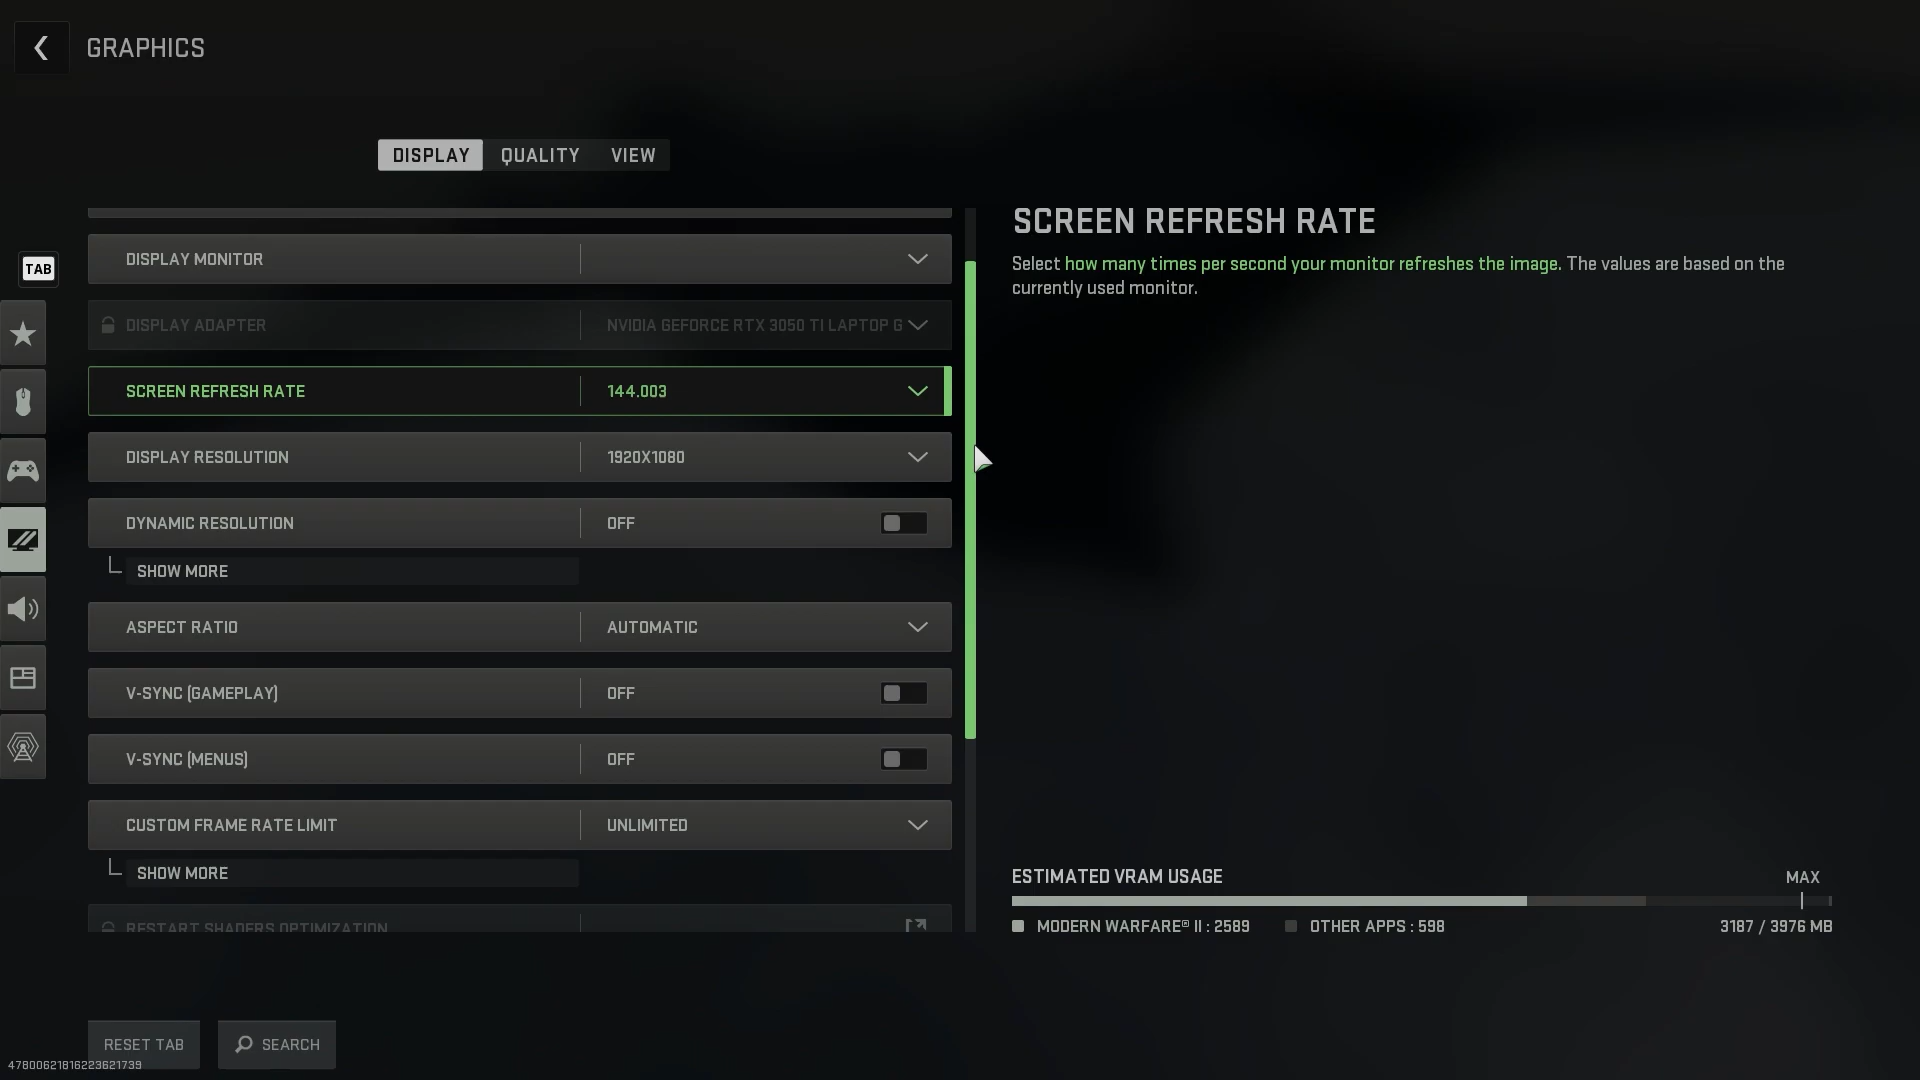 GRAPHICS
DISPLAY QUALITY VIEW
TAB
DISPLAY MONITOR
DISPLAY ADAPTER NVIDIA GEFORCE RTX 3050 TI LAPTOP G
SCREEN REFRESH RATE 144.003
DISPLAY RESOLUTION 1920X1080
DYNAMIC RESOLUTION OFF
SHOW MORE
ASPECT RATIO AUTOMATIC
V-SYNC (GAMEPLAY) OFF
V-SYNC (MENUS) OFF
CUSTOM FRAME RATE LIMIT UNLIMITED
SHOW MORE
RESTART SHADERS OPTIMIZATION
SCREEN REFRESH RATE
Select how many times per second your monitor refreshes the image. The values are based on the
currently used monitor.
ESTIMATED VRAM USAGE MAX
MODERN WARFARE® II : 2589 OTHER APPS : 598 3187 / 3976 MB
RESET TAB SEARCH
47800621816223621739